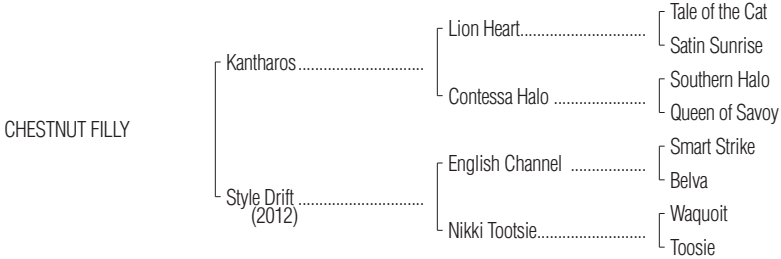 Tale of the Cat
Lion Heart..............................
Satin Sunrise
Kantharos..............................
Southern Halo
Contessa Halo ......................
Queen of Savoy
CHESTNUT FILLY
Smart Strike
English Channel ..................
Belva
Style Drift ..............................
(2012)
Waquoit
Nikki Tootsie..........................
Toosie